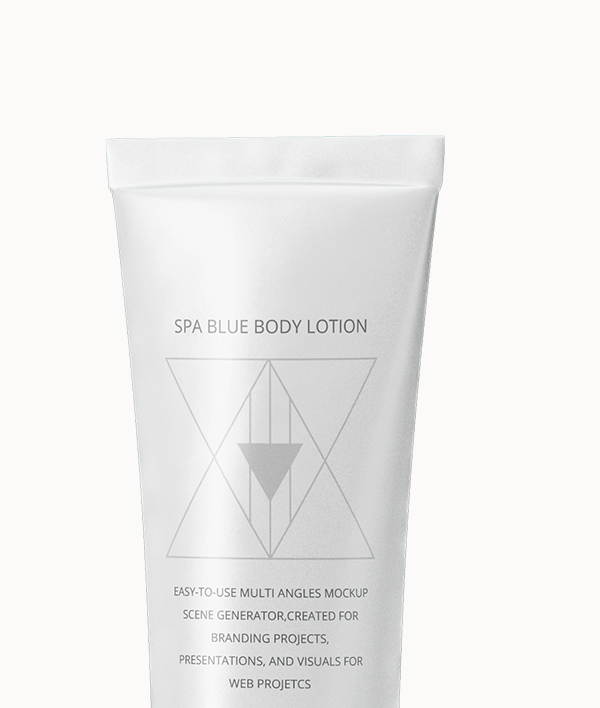 SPA BLUE BODY LOTION
EASY-TO-USE MULTI ANGLES MOCKUP
SCENE GENERATOR,CREATED FOR
BRANDING PROJECTS,
PRESENTATIONS, AND VISUALS FOR
WEB PROJETCS